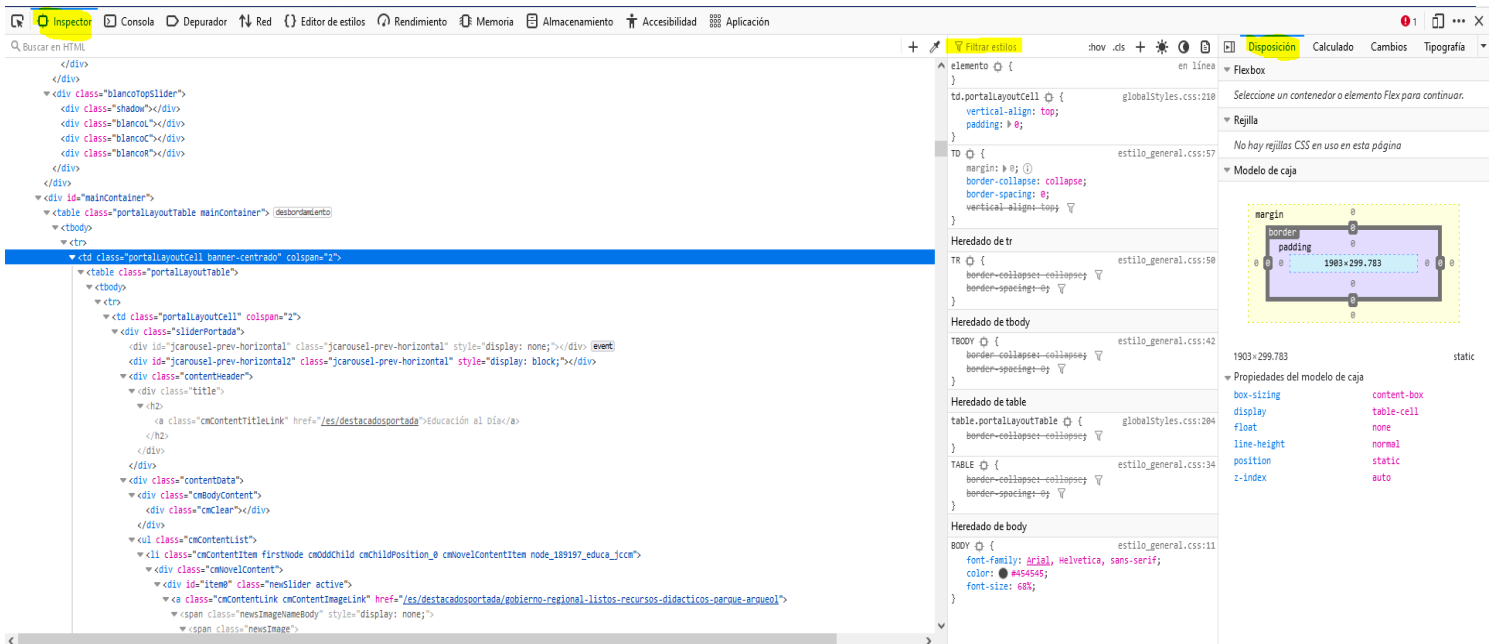 Inspector Consola Depurador Red Editor de estilos Rendimiento Memoria Almacenamiento Accesibilidad Aplicación 1
Buscar en HTML
</div>
</div>
<div class="blancoTopSlider">
<div class="shadow"></div>
<div class="blancoL"></div>
<div class="blancoC"></div>
<div class="blancoR"></div>
</div>
</div>
<div id="mainContainer">
<table class="portalLayoutTable mainContainer"> desbordamiento
<tbody>
<tr>
<td class="portalLayoutCell banner-centrado" colspan="2">
<table class="portalLayoutTable">
<tbody>
<tr>
<td class="portalLayoutCell" colspan="2">
<div class="sliderPortada">
<div id="jcarousel-prev-horizontal" class="jcarousel-prev-horizontal" style="display: none;"></div> event
<div id="jcarousel-prev-horizontal2" class="jcarousel-prev-horizontal" style="display: block;"></div>
<div class="contentHeader">
<div class="title">
<h2>
<a class="cmContentTitleLink" href="/es/destacadosportada">Educación al Día</a>
</h2>
</div>
</div>
<div class="contentData">
<div class="cmBodyContent">
<div class="cmClear"></div>
</div>
<ul class="cmContentList">
<li class="cmContentItem firstNode cmOddChild cmChildPosition_0 cmNovelContentItem node_189197_educa_jccm">
<div class="cmNovelContent">
<div id="item0" class="newSlider active">
<a class="cmContentLink cmContentImageLink" href="/es/destacadosportada/gobierno-regional-listos-recursos-didacticos-parque-arqueol">
<span class="newsImageNameBody" style="display: none;">
<span class="newsImage">
Filtrar estilos :hov .cls
elemento { en línea
}
td.portalLayoutCell { globalStyles.css:210
vertical-align: top;
padding: 0;
}
TD { estilo_general.css:57
margin: 0;
border-collapse: collapse;
border-spacing: 0;
vertical-align: top;
}
Heredado de tr
TR { estilo_general.css:50
border-collapse: collapse;
border-spacing: 0;
}
Heredado de tbody
TBODY { estilo_general.css:42
border-collapse: collapse;
border-spacing: 0;
}
Heredado de table
table.portalLayoutTable { globalStyles.css:204
border-collapse: collapse;
}
TABLE { estilo_general.css:34
border-collapse: collapse;
border-spacing: 0;
}
Heredado de body
BODY { estilo_general.css:11
font-family: Arial, Helvetica, sans-serif;
color: #454545;
font-size: 68%;
}
Disposición Calculado Cambios Tipografía
Flexbox
Seleccione un contenedor o elemento Flex para continuar.
Rejilla
No hay rejillas CSS en uso en esta página
Modelo de caja
margin 0
border 0
padding 0
0 0 0 1903×299.783 0 0 0
0
0
0
1903×299.783 static
Propiedades del modelo de caja
box-sizing content-box
display table-cell
float none
line-height normal
position static
z-index auto